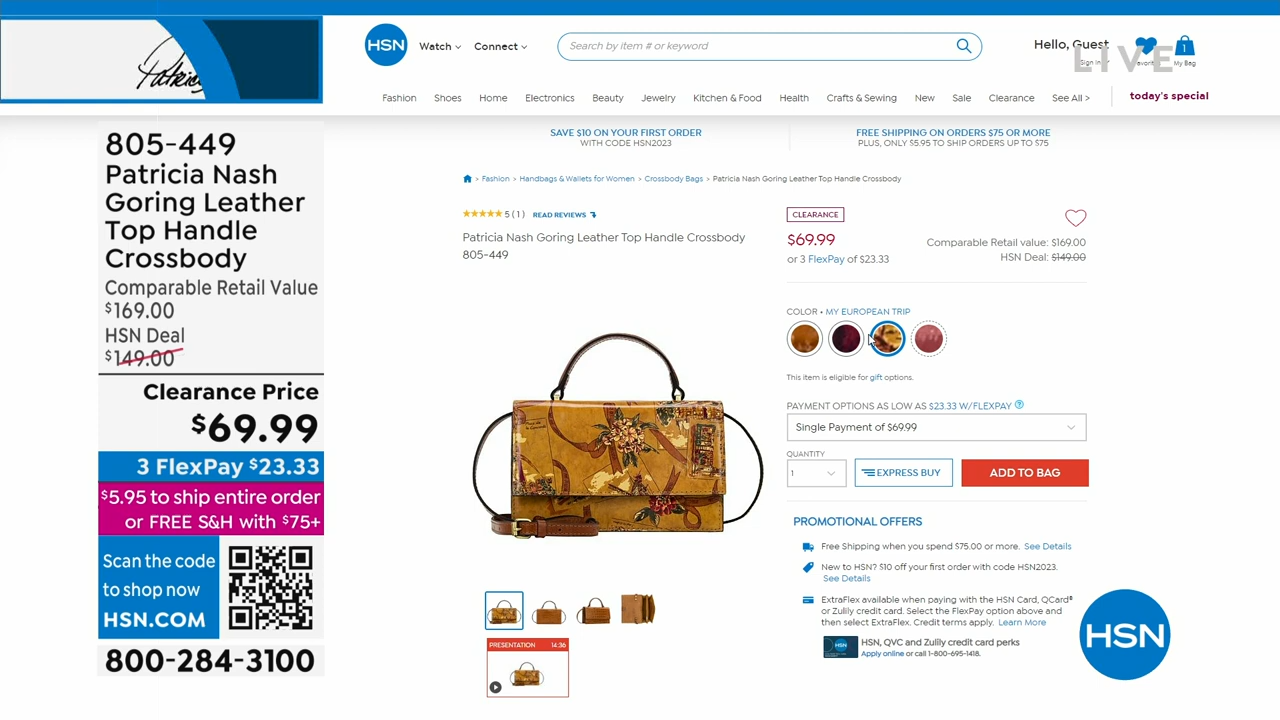 HSN
Watch
Connect
Search by item # or keyword
Hello, Guest
LIVE
1
My Bag
Fashion
Shoes
Home
Electronics
Beauty
Jewelry
Kitchen & Food
Health
Crafts & Sewing
New
Sale
Clearance
See All >
today's special
SAVE $10 ON YOUR FIRST ORDER
WITH CODE HSN2023
FREE SHIPPING ON ORDERS $75 OR MORE
PLUS, ONLY $5.95 TO SHIP ORDERS UP TO $75
805-449
Patricia Nash
Goring Leather
Top Handle
Crossbody
Comparable Retail Value
$169.00
HSN Deal
$149.00
Clearance Price
$69.99
3 FlexPay $23.33
$5.95 to ship entire order
or FREE S&H with $75+
Scan the code
to shop now
HSN.COM
800-284-3100
> Fashion > Handbags & Wallets for Women > Crossbody Bags > Patricia Nash Goring Leather Top Handle Crossbody
5 ( 1 ) READ REVIEWS
Patricia Nash Goring Leather Top Handle Crossbody
805-449
CLEARANCE
$69.99
or 3 FlexPay of $23.33
Comparable Retail value: $169.00
HSN Deal: $149.00
COLOR • MY EUROPEAN TRIP
This item is eligible for gift options.
PAYMENT OPTIONS AS LOW AS $23.33 W/FLEXPAY
Single Payment of $69.99
QUANTITY
1
EXPRESS BUY
ADD TO BAG
PROMOTIONAL OFFERS
Free Shipping when you spend $75.00 or more. See Details
New to HSN? $10 off your first order with code HSN2023.
See Details
ExtraFlex available when paying with the HSN Card, QCard®
or Zulily credit card. Select the FlexPay option above and
then select ExtraFlex. Credit terms apply. Learn More
HSN, QVC and Zulily credit card perks
Apply online or call 1-800-695-1418.
PRESENTATION 14:36
HSN